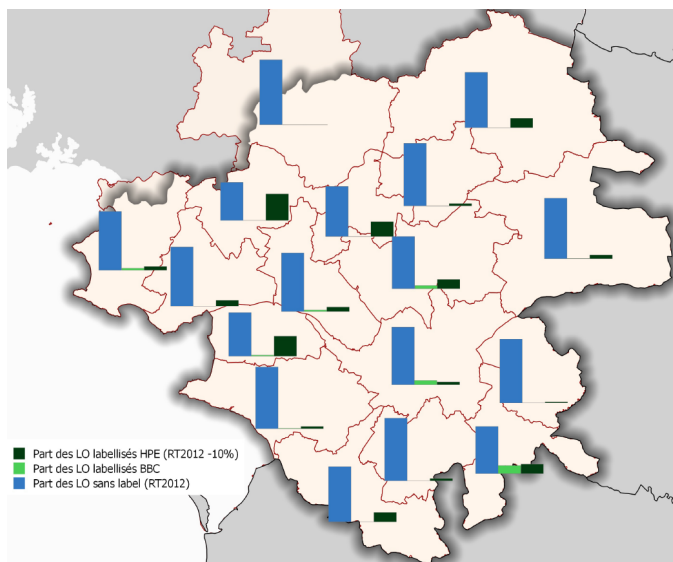 Part des LO labellisés HPE (RT2012 -10%)
Part des LO labellisés BBC
Part des LO sans label (RT2012)